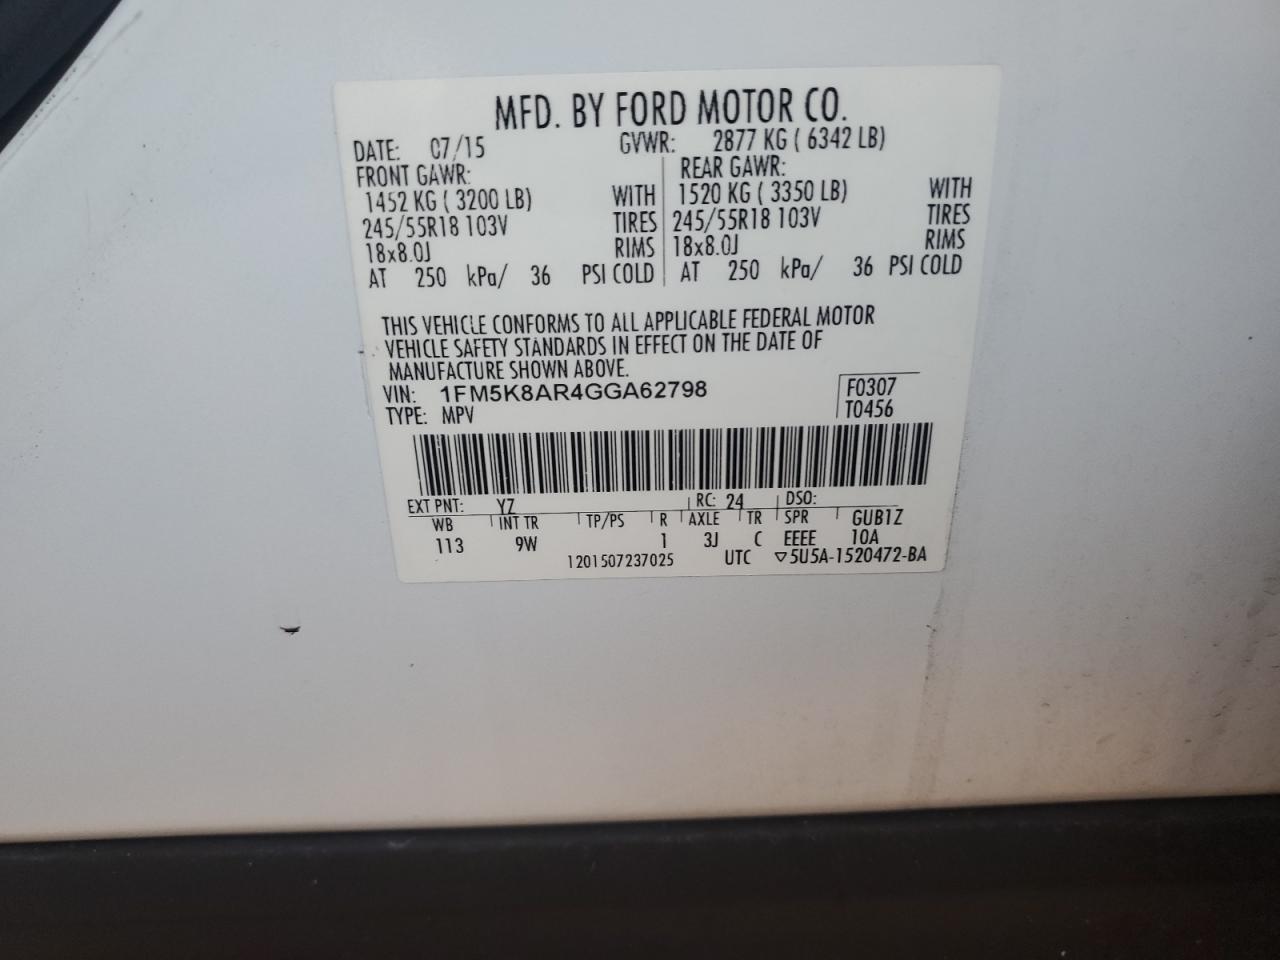 MFD. BY FORD MOTOR CO.
DATE: 07/15 GVWR: 2877 KG ( 6342 LB)
FRONT GAWR: REAR GAWR:
1452 KG ( 3200 LB) WITH 1520 KG ( 3350 LB) WITH
245/55R18 103V TIRES 245/55R18 103V TIRES
18x8.0J RIMS 18x8.0J RIMS
AT 250 kPa/ 36 PSI COLD AT 250 kPa/ 36 PSI COLD
THIS VEHICLE CONFORMS TO ALL APPLICABLE FEDERAL MOTOR
VEHICLE SAFETY STANDARDS IN EFFECT ON THE DATE OF
MANUFACTURE SHOWN ABOVE.
VIN: 1FM5K8AR4GGA62798 F0307
TYPE: MPV T0456
EXT PNT: YZ RC: 24 DSO:
WB INT TR TP/PS R AXLE TR SPR GUB1Z
113 9W 1 3J C EEEE 10A
1201507237025 UTC ▽5U5A-1520472-BA